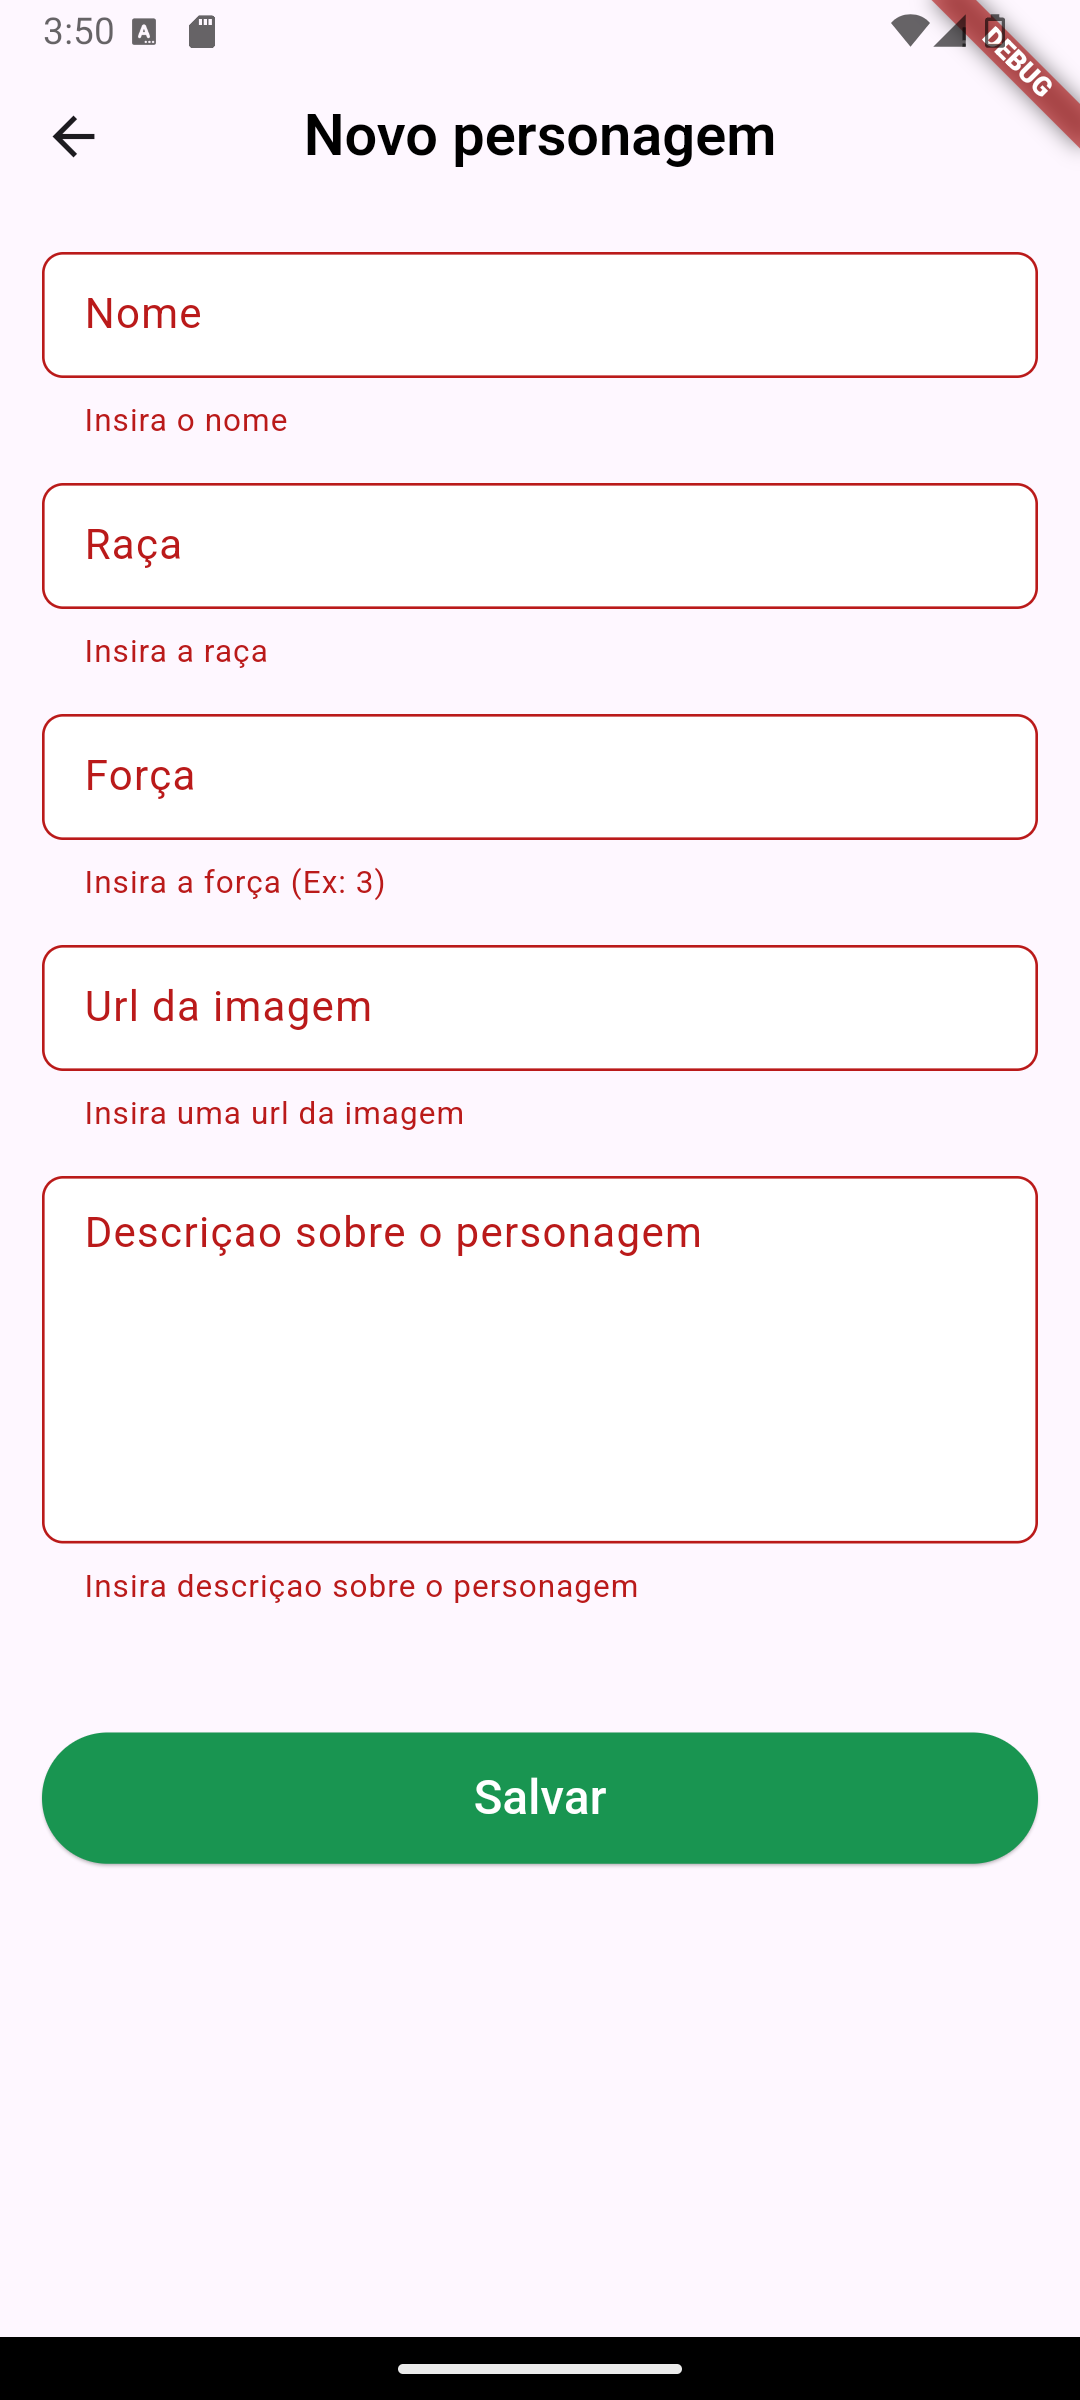 3:50
DEBUG
Novo personagem
Nome
Insira o nome
Raça
Insira a raça
Força
Insira a força (Ex: 3)
Url da imagem
Insira uma url da imagem
Descriçao sobre o personagem
Insira descriçao sobre o personagem
Salvar